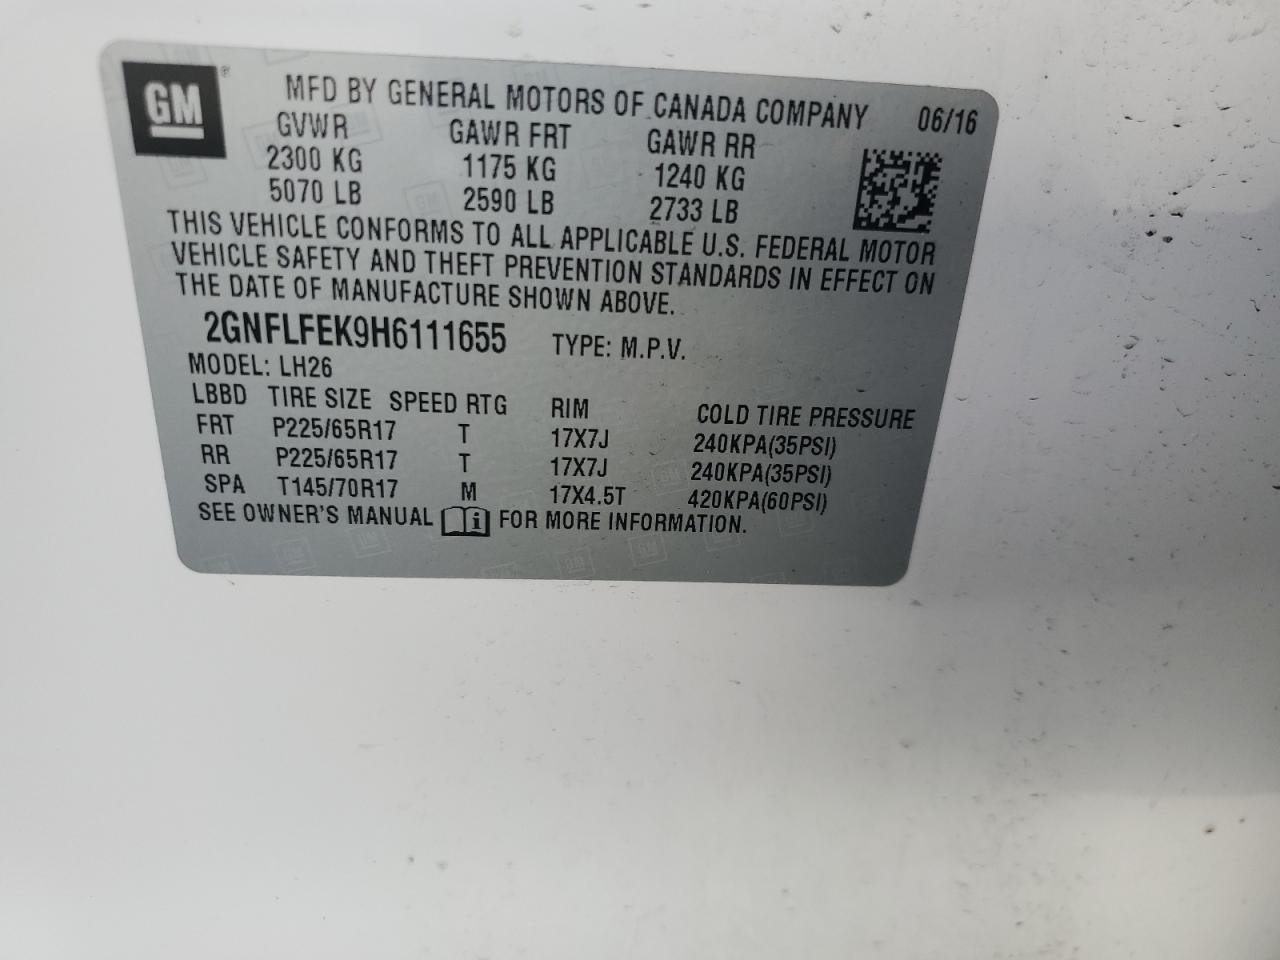 GM®
MFD BY GENERAL MOTORS OF CANADA COMPANY 06/16
GVWR GAWR FRT GAWR RR
2300 KG 1175 KG 1240 KG
5070 LB 2590 LB 2733 LB
THIS VEHICLE CONFORMS TO ALL APPLICABLE U.S. FEDERAL MOTOR
VEHICLE SAFETY AND THEFT PREVENTION STANDARDS IN EFFECT ON
THE DATE OF MANUFACTURE SHOWN ABOVE.
2GNFLFEK9H6111655 TYPE: M.P.V.
MODEL: LH26
LBBD TIRE SIZE SPEED RTG RIM COLD TIRE PRESSURE
FRT P225/65R17 T 17X7J 240KPA(35PSI)
RR P225/65R17 T 17X7J 240KPA(35PSI)
SPA T145/70R17 M 17X4.5T 420KPA(60PSI)
SEE OWNER'S MANUAL i FOR MORE INFORMATION.